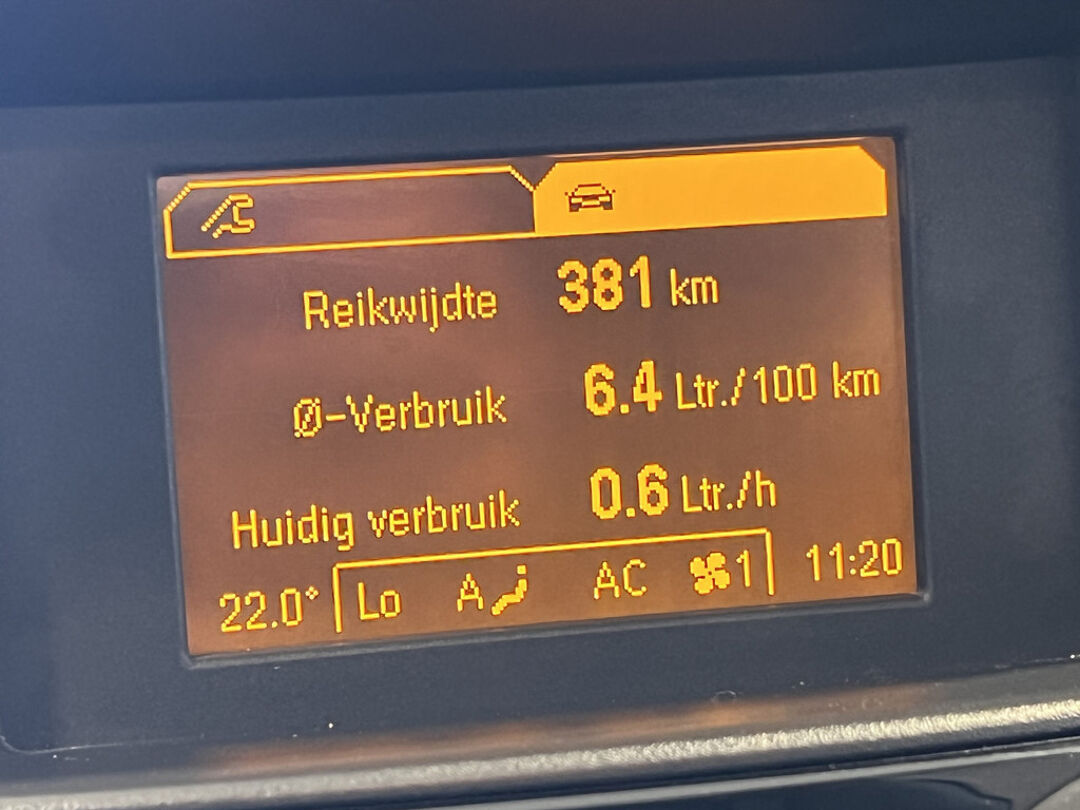 Reikwijdte 381 km
Ø-Verbruik 6.4 Ltr./100 km
Huidig verbruik 0.6 Ltr./h
22.0° Lo A AC 1 11:20